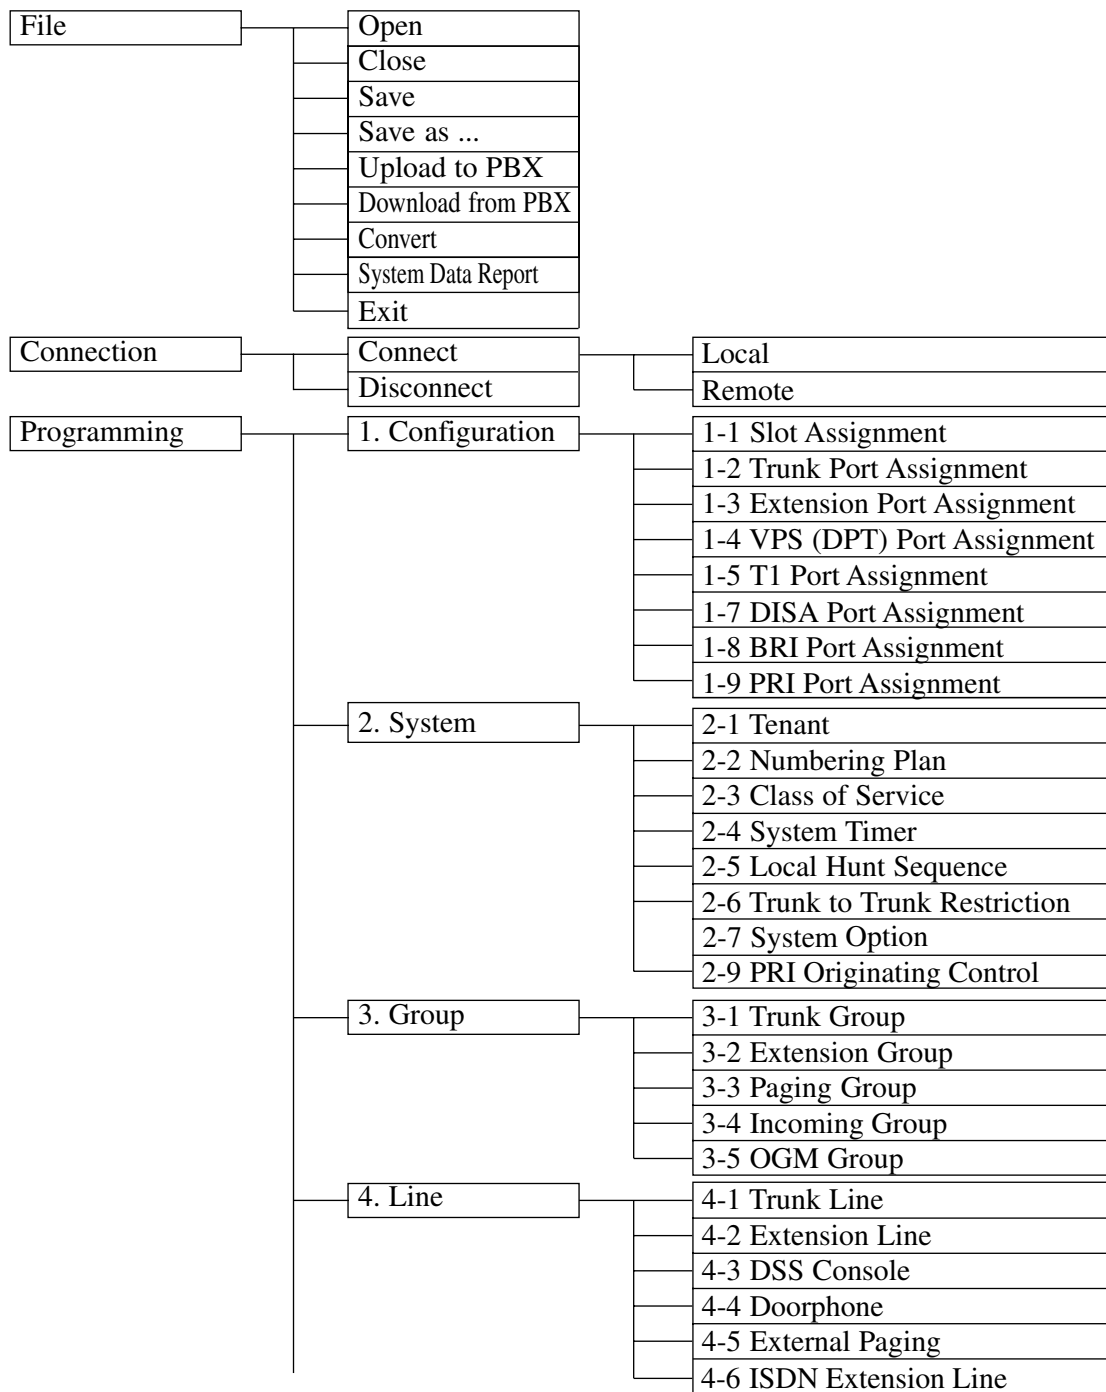 File
Open
Close
Save
Save as ...
Upload to PBX
Download from PBX
Convert
System Data Report
Exit
Connection
Connect
Local
Remote
Disconnect
Programming
1. Configuration
1-1 Slot Assignment
1-2 Trunk Port Assignment
1-3 Extension Port Assignment
1-4 VPS (DPT) Port Assignment
1-5 T1 Port Assignment
1-7 DISA Port Assignment
1-8 BRI Port Assignment
1-9 PRI Port Assignment
2. System
2-1 Tenant
2-2 Numbering Plan
2-3 Class of Service
2-4 System Timer
2-5 Local Hunt Sequence
2-6 Trunk to Trunk Restriction
2-7 System Option
2-9 PRI Originating Control
3. Group
3-1 Trunk Group
3-2 Extension Group
3-3 Paging Group
3-4 Incoming Group
3-5 OGM Group
4. Line
4-1 Trunk Line
4-2 Extension Line
4-3 DSS Console
4-4 Doorphone
4-5 External Paging
4-6 ISDN Extension Line